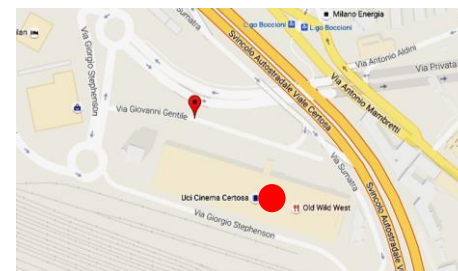 Milano Energia
L.go Boccioni
L.go Boccioni
Via Sumatra
Svincolo Autostradale Viale Certosa
Via Antonio Aldini
Via Privata
Via Giorgio Stephenson
lan
Via Antonio Mambretti
Via Giovanni Gentile
Via Sumatra
Svincolo Autostradale Viale Certosa
Uci Cinema Certosa
Old Wild West
Via Giorgio Stephenson